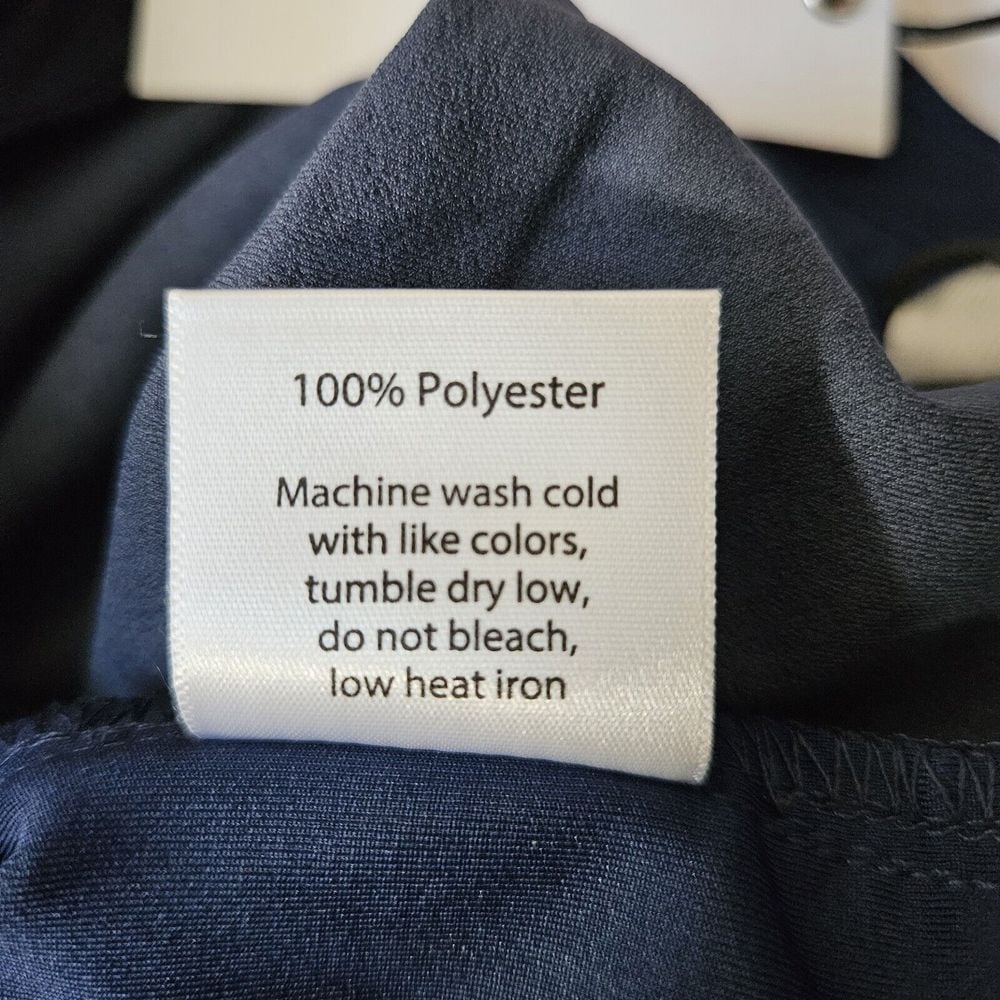 100% Polyester
Machine wash cold
with like colors,
tumble dry low,
do not bleach,
low heat iron